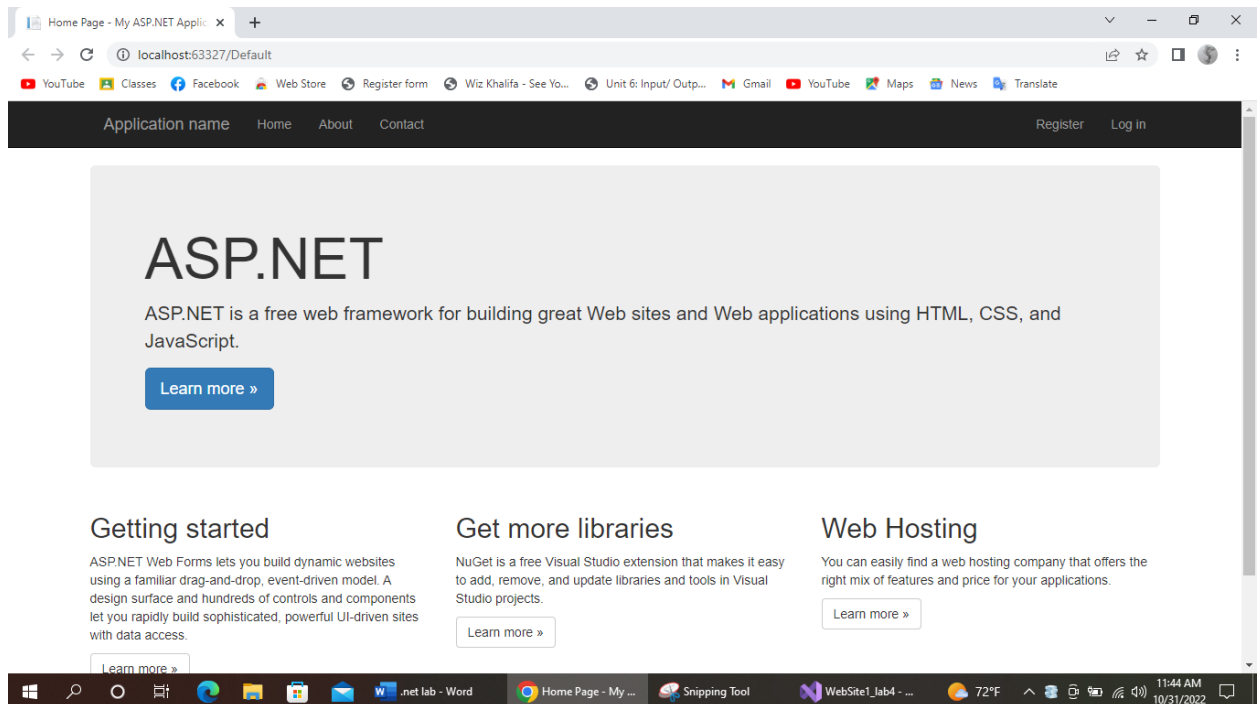 Home Page - My ASP.NET Applic
localhost:63327/Default
YouTube Classes Facebook Web Store Register form Wiz Khalifa - See Yo... Unit 6: Input/ Outp... Gmail YouTube Maps News Translate
Application name Home About Contact Register Log in
ASP.NET
ASP.NET is a free web framework for building great Web sites and Web applications using HTML, CSS, and
JavaScript.
Learn more »
Getting started
ASP.NET Web Forms lets you build dynamic websites
using a familiar drag-and-drop, event-driven model. A
design surface and hundreds of controls and components
let you rapidly build sophisticated, powerful UI-driven sites
with data access.
Learn more »
Get more libraries
NuGet is a free Visual Studio extension that makes it easy
to add, remove, and update libraries and tools in Visual
Studio projects.
Learn more »
Web Hosting
You can easily find a web hosting company that offers the
right mix of features and price for your applications.
Learn more »
.net lab - Word Home Page - My ... Snipping Tool WebSite1_lab4 - ... 72°F 11:44 AM
10/31/2022